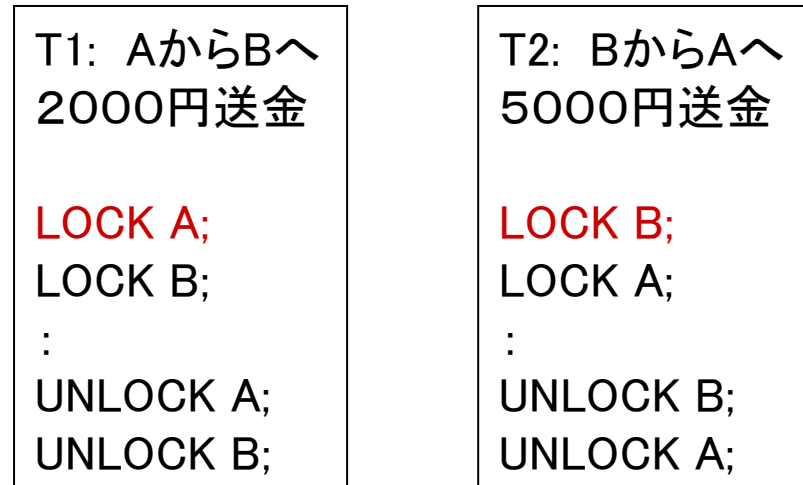 T1: AからBへ
2000円送金
LOCK A;
LOCK B;
:
UNLOCK A;
UNLOCK B;
T2: BからAへ
5000円送金
LOCK B;
LOCK A;
:
UNLOCK B;
UNLOCK A;